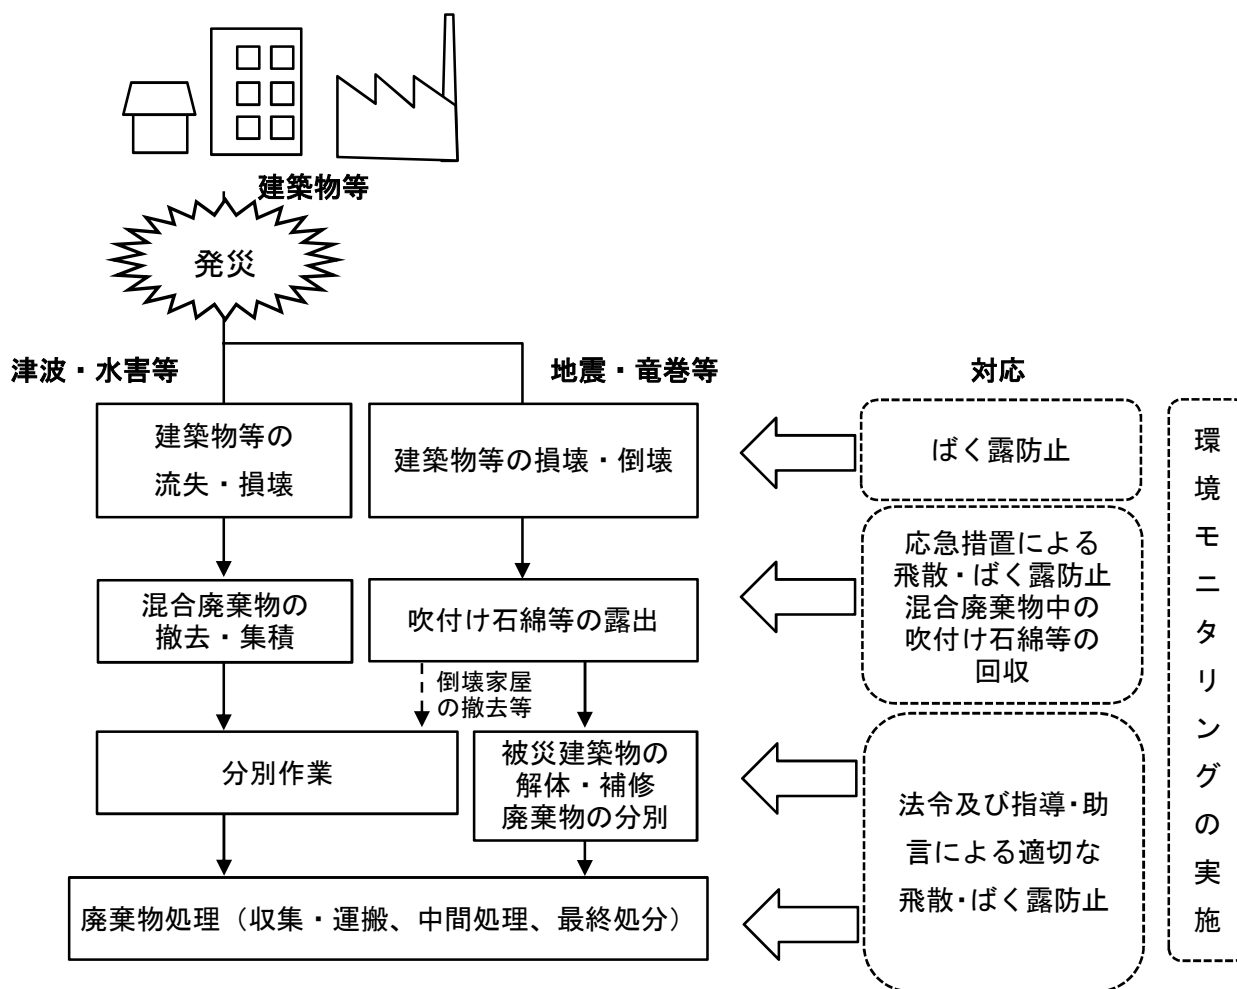 建築物等
発災
津波・水害等
地震・竜巻等
対応
建築物等の
流失・損壊
建築物等の損壊・倒壊
ばく露防止
混合廃棄物の
撤去・集積
吹付け石綿等の露出
応急措置による
飛散・ばく露防止
混合廃棄物中の
吹付け石綿等の
回収
倒壊家屋
の撤去等
分別作業
被災建築物の
解体・補修
廃棄物の分別
法令及び指導・助
言による適切な
飛散・ばく露防止
廃棄物処理（収集・運搬、中間処理、最終処分）
環境モニタリングの実施